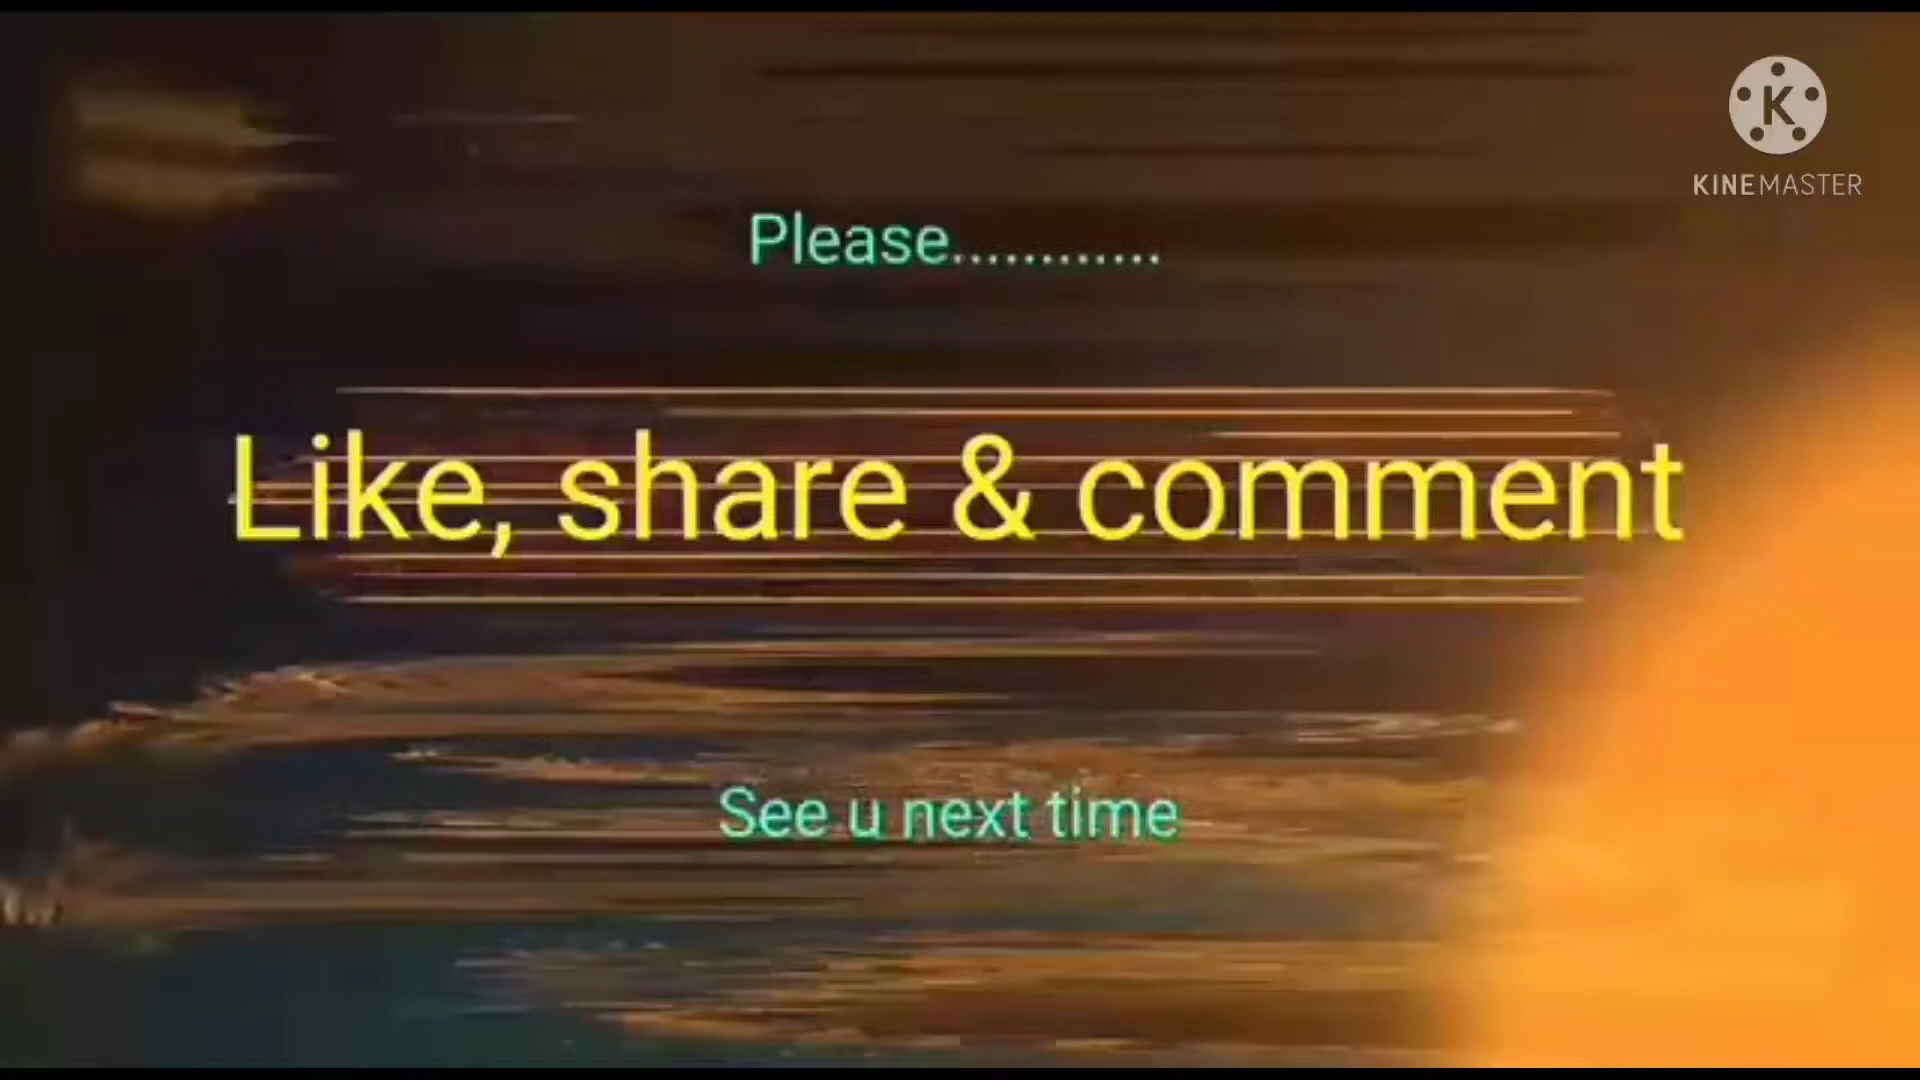 K
KINEMASTER
Please............
Like, share & comment
See u next time